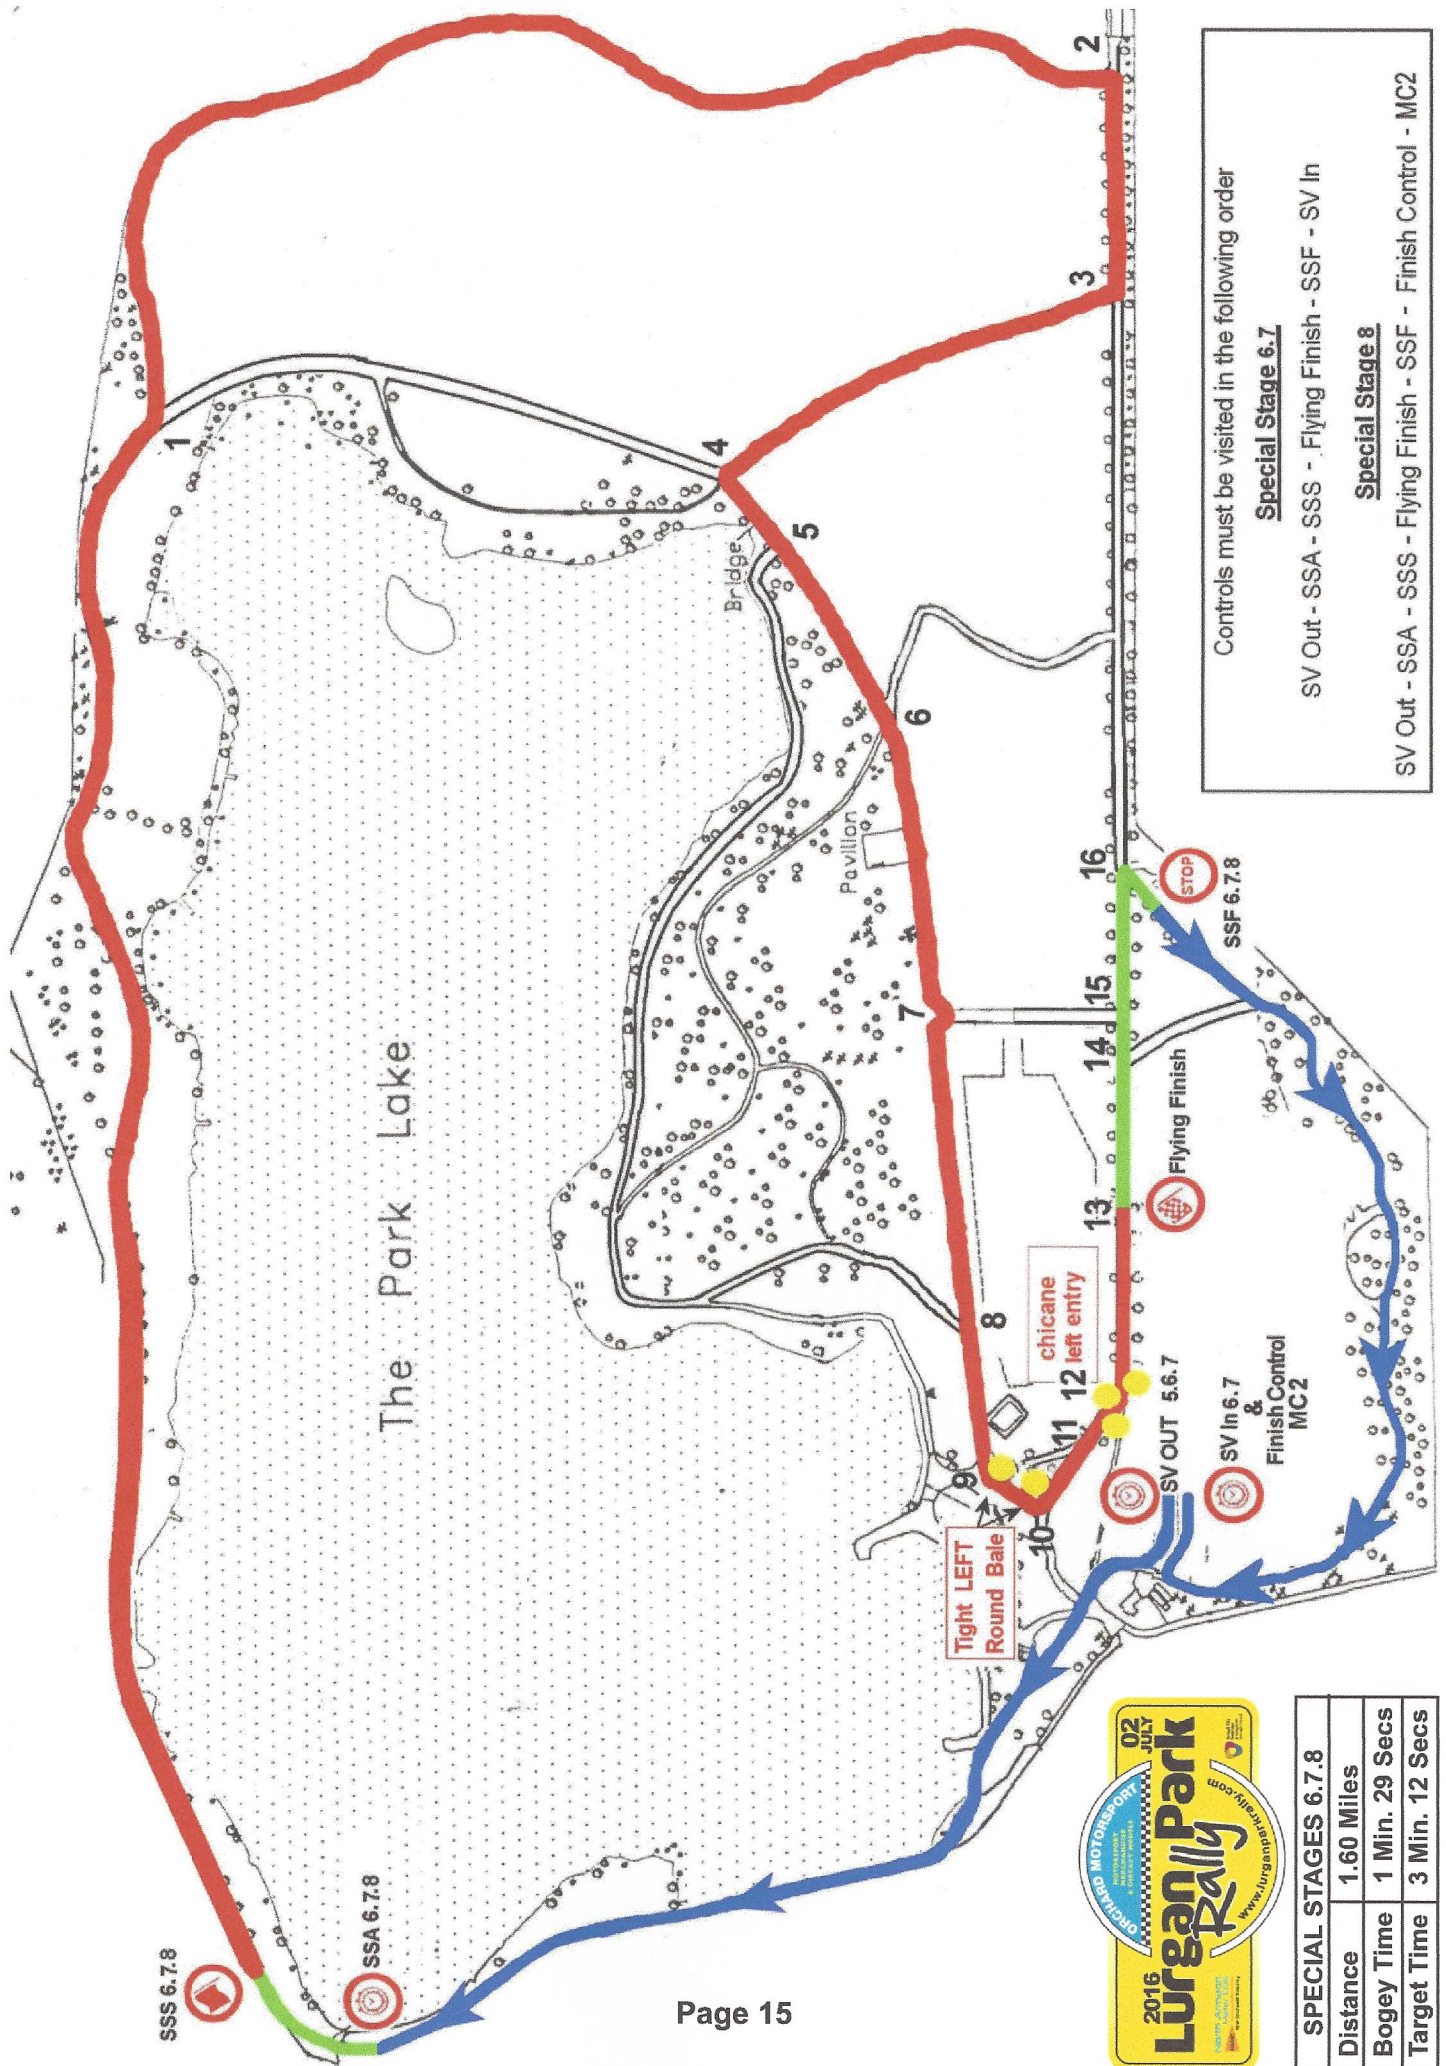 SSS 6.7.8
SSA 6.7.8
The Park Lake
1
2
3
4
5
Bridge
6
Pavilion
7
8
9
10
11
12
13
14
15
16
Tight LEFT
Round Bale
chicane
left entry
Flying Finish
STOP
SSF 6.7.8
SV OUT 5.6.7
SV In 6.7
&
Finish Control
MC2
Controls must be visited in the following order
Special Stage 6.7
SV Out - SSA - SSS - Flying Finish - SSF - SV In
Special Stage 8
SV Out - SSA - SSS - Flying Finish - SSF - Finish Control - MC2
ORCHARD MOTORSPORT
MOTORSPORT
MERCHANDISE
& DIECAST MODELS
2016
02
JULY
Lurgan Park
Rally
www.lurganparkrally.com
SPECIAL STAGES 6.7.8
Distance 1.60 Miles
Bogey Time 1 Min. 29 Secs
Target Time 3 Min. 12 Secs
Page 15